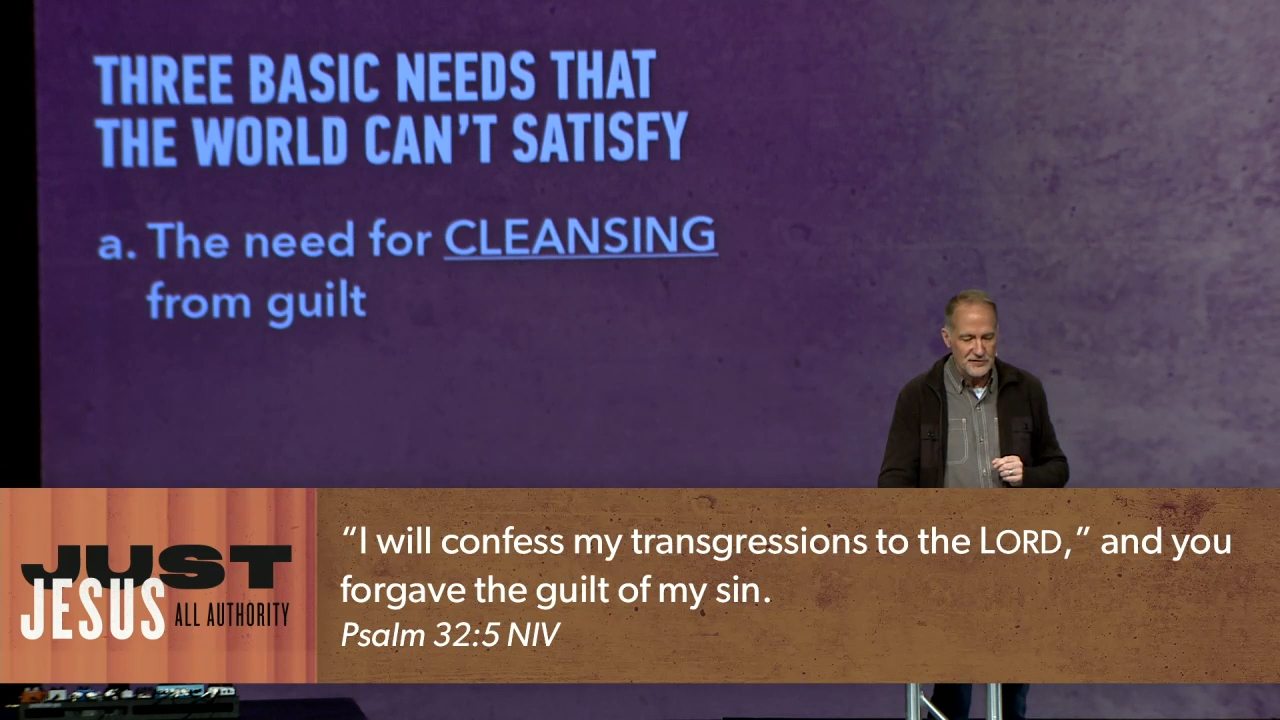 THREE BASIC NEEDS THAT
THE WORLD CAN'T SATISFY
a. The need for CLEANSING
from guilt
JUST
JESUS ALL AUTHORITY
“I will confess my transgressions to the LORD,” and you
forgave the guilt of my sin.
Psalm 32:5 NIV